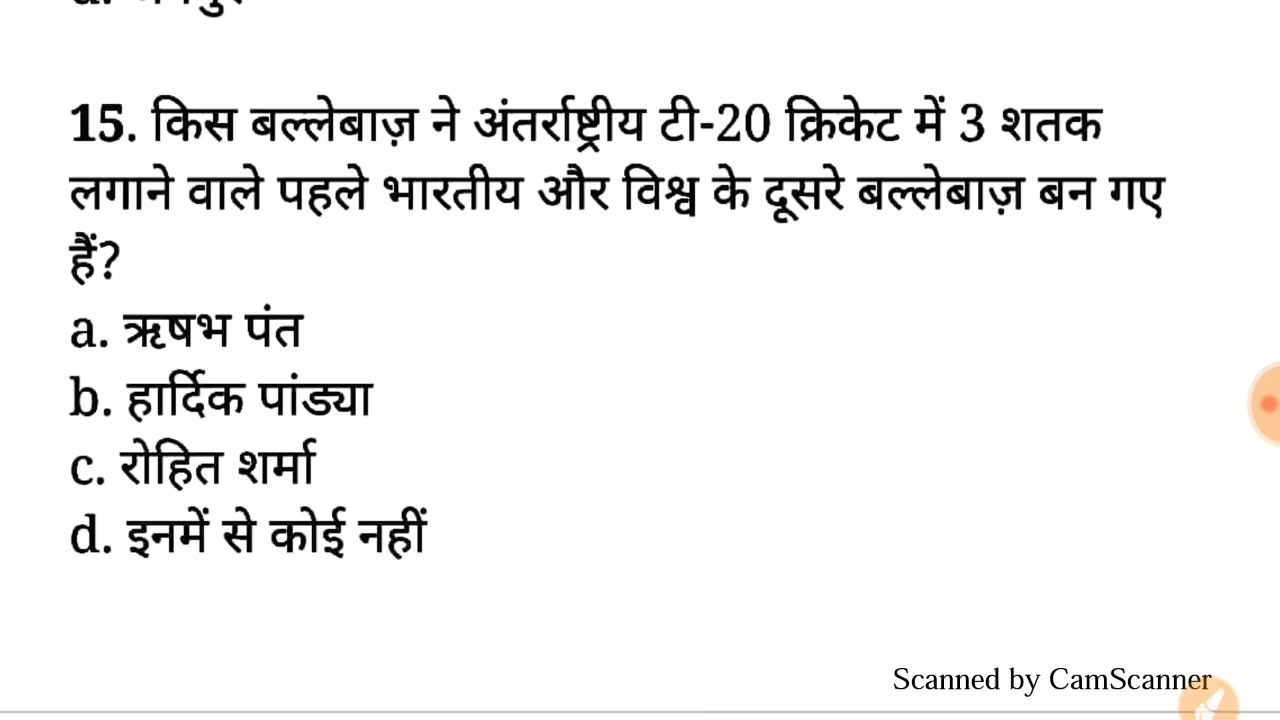 15. किस बल्लेबाज़ ने अंतर्राष्ट्रीय टी-20 क्रिकेट में 3 शतक
लगाने वाले पहले भारतीय और विश्व के दूसरे बल्लेबाज़ बन गए
हैं?
a. ऋषभ पंत
b. हार्दिक पांड्या
c. रोहित शर्मा
d. इनमें से कोई नहीं
Scanned by CamScanner